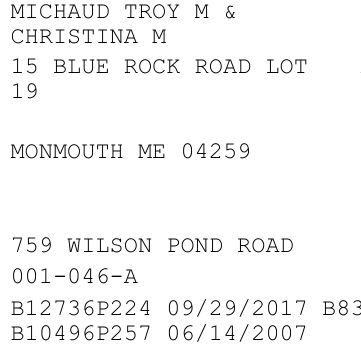 MICHAUD TROY M &
CHRISTINA M
15 BLUE ROCK ROAD LOT
19
MONMOUTH ME 04259
759 WILSON POND ROAD
001-046-A
B12736P224 09/29/2017 B83
B10496P257 06/14/2007